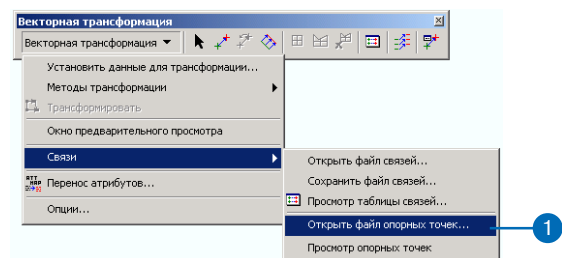 Векторная трансформация
Векторная трансформация
Установить данные для трансформации...
Методы трансформации
Трансформировать
Окно предварительного просмотра
Связи
Перенос атрибутов...
Опции...
Открыть файл связей...
Сохранить файл связей...
Просмотр таблицы связей...
Открыть файл опорных точек...
1
Просмотр опорных точек